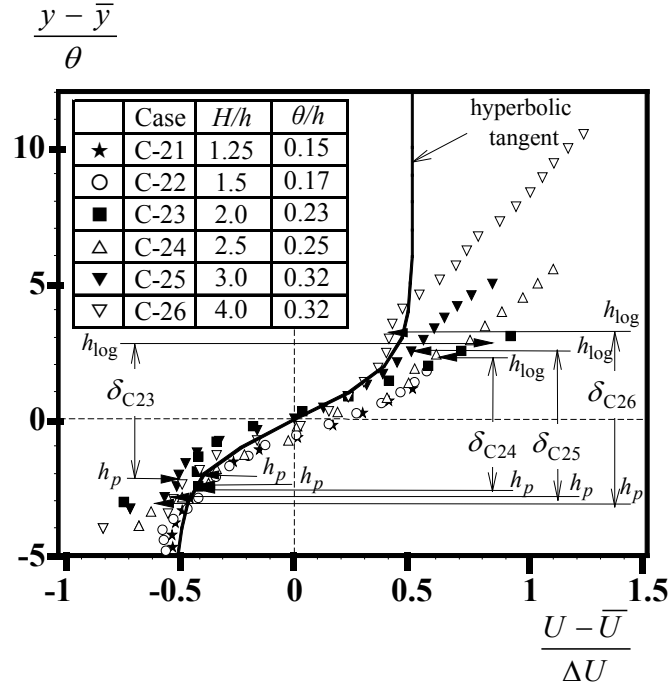 y − y̅
θ
Case H/h θ/h
★ C-21 1.25 0.15
○ C-22 1.5 0.17
■ C-23 2.0 0.23
△ C-24 2.5 0.25
▼ C-25 3.0 0.32
▽ C-26 4.0 0.32
hyperbolic
tangent
10
5
0
-5
h_log
h_log
h_log
h_log
δ_C23
δ_C24
δ_C25
δ_C26
h_p
h_p
h_p
h_p
h_p
-1 -0.5 0 0.5 1 1.5
U − U̅
ΔU